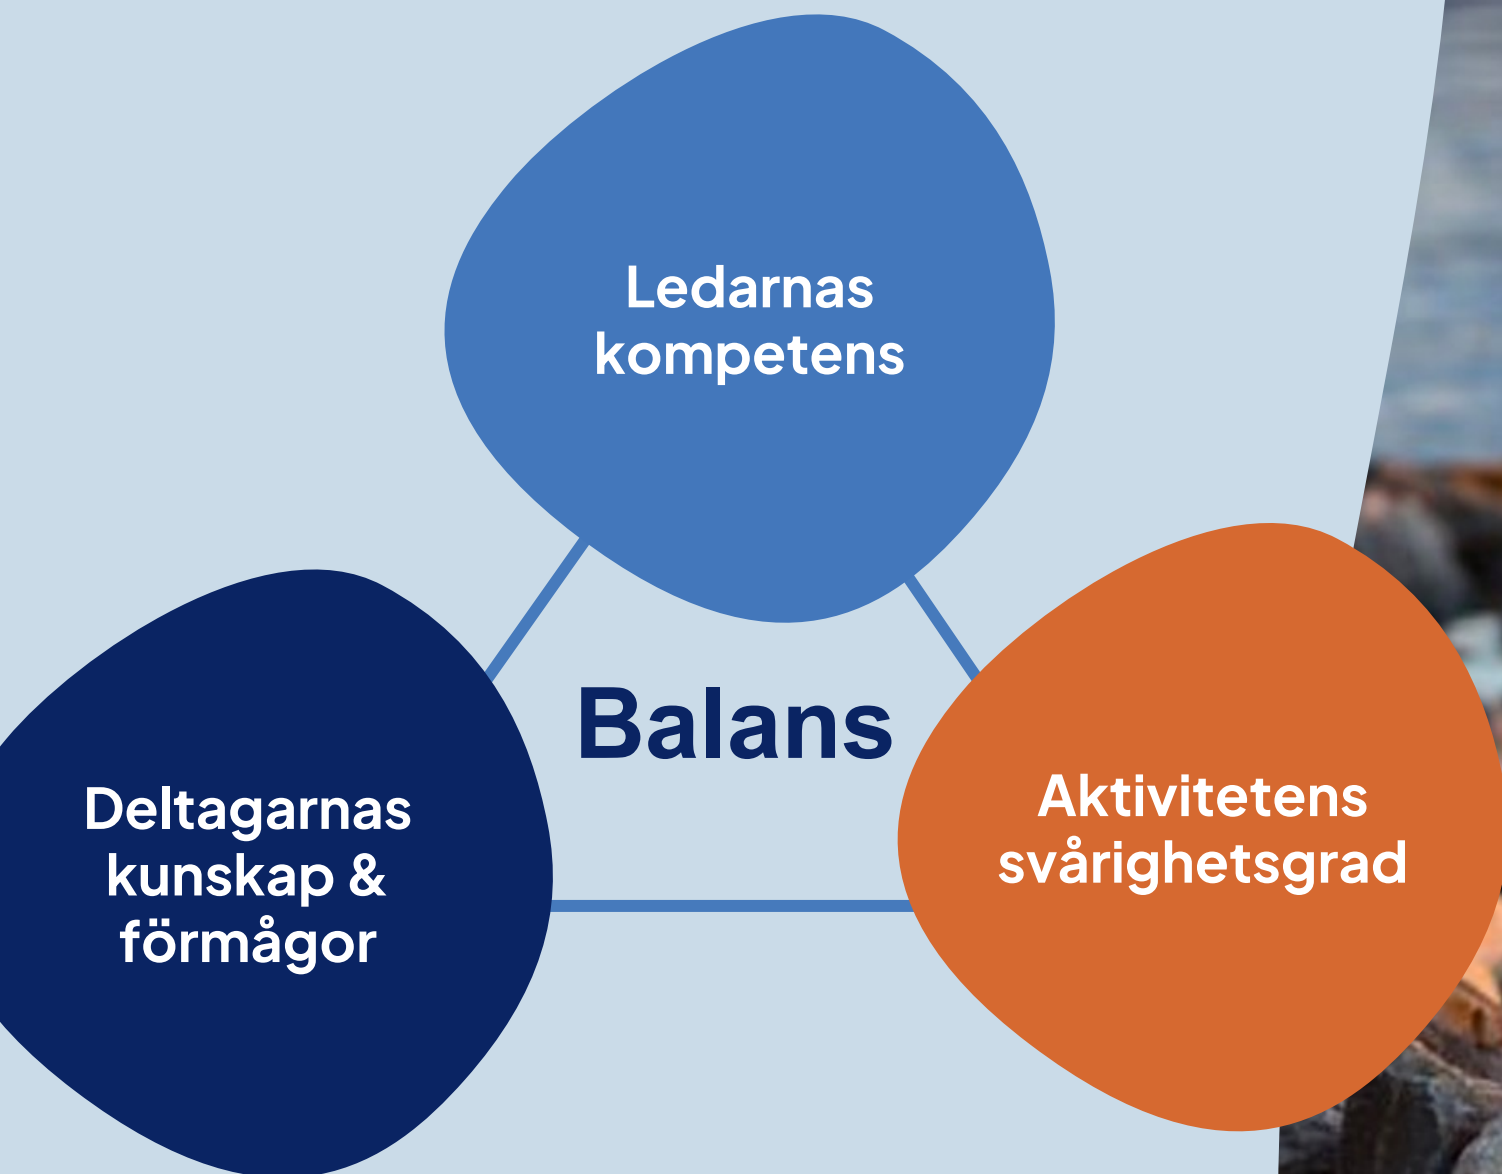 Ledarnas
kompetens
Balans
Deltagarnas
kunskap &
förmågor
Aktivitetens
svårighetsgrad